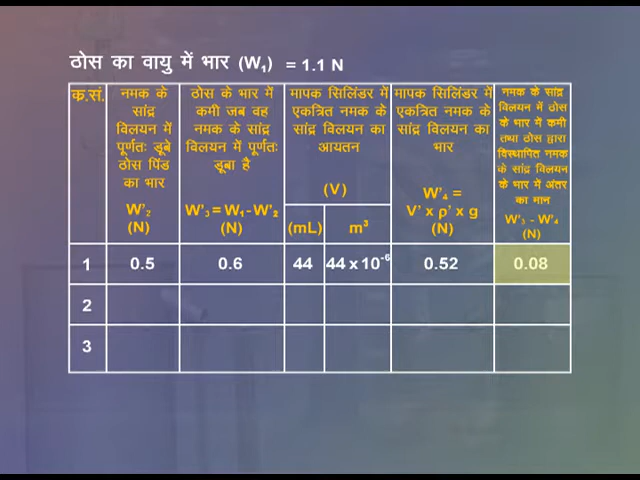 ठोस का वायु में भार (W₁) = 1.1 N
क्र.सं.
नमक के
सांद्र
विलयन में
पूर्णतः डूबे
ठोस पिंड
का भार
W'₂
(N)
ठोस के भार में
कमी जब वह
नमक के सांद्र
विलयन में पूर्णतः
डूबा है
W'₃ = W₁ - W'₂
(N)
मापक सिलिंडर में
एकत्रित नमक के
सांद्र विलयन का
आयतन
(V)
(mL)
m³
मापक सिलिंडर में
एकत्रित नमक के
सांद्र विलयन का
भार
W'₄ =
V' x ρ' x g
(N)
नमक के सांद्र
विलयन में ठोस
के भार में कमी
तथा ठोस द्वारा
विस्थापित नमक
के सांद्र विलयन
के भार में अंतर
का मान
W'₃ - W'₄
(N)
1 0.5 0.6 44 44 x 10⁻⁶ 0.52 0.08
2
3